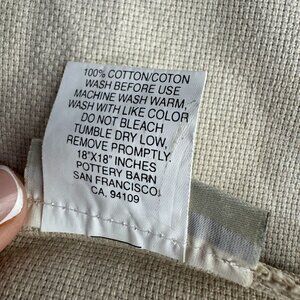 100% COTTON/COTON
WASH BEFORE USE
MACHINE WASH WARM,
WASH WITH LIKE COLOR
DO NOT BLEACH
TUMBLE DRY LOW,
REMOVE PROMPTLY.
18"X18" INCHES
POTTERY BARN
SAN FRANCISCO,
CA. 94109